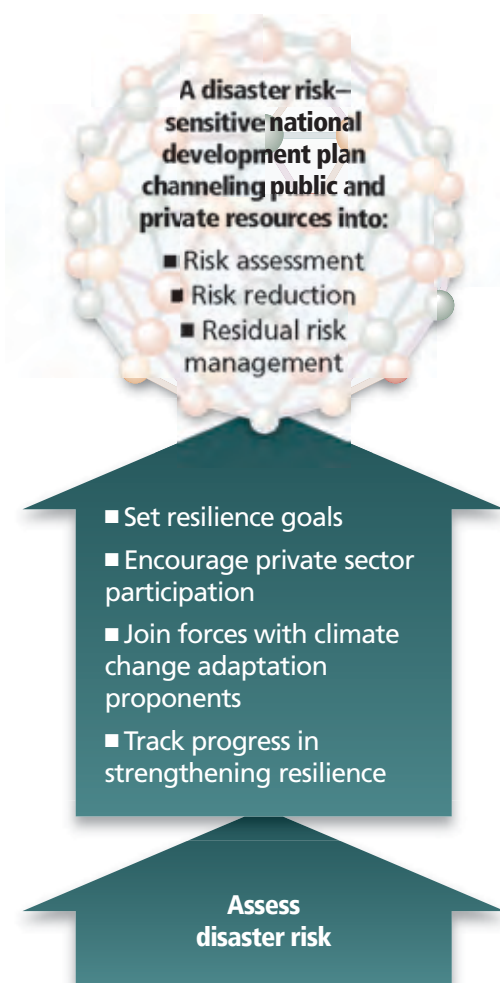 A disaster risk–
sensitive national
development plan
channeling public and
private resources into:
■ Risk assessment
■ Risk reduction
■ Residual risk
management
■ Set resilience goals
■ Encourage private sector
participation
■ Join forces with climate
change adaptation
proponents
■ Track progress in
strengthening resilience
Assess
disaster risk